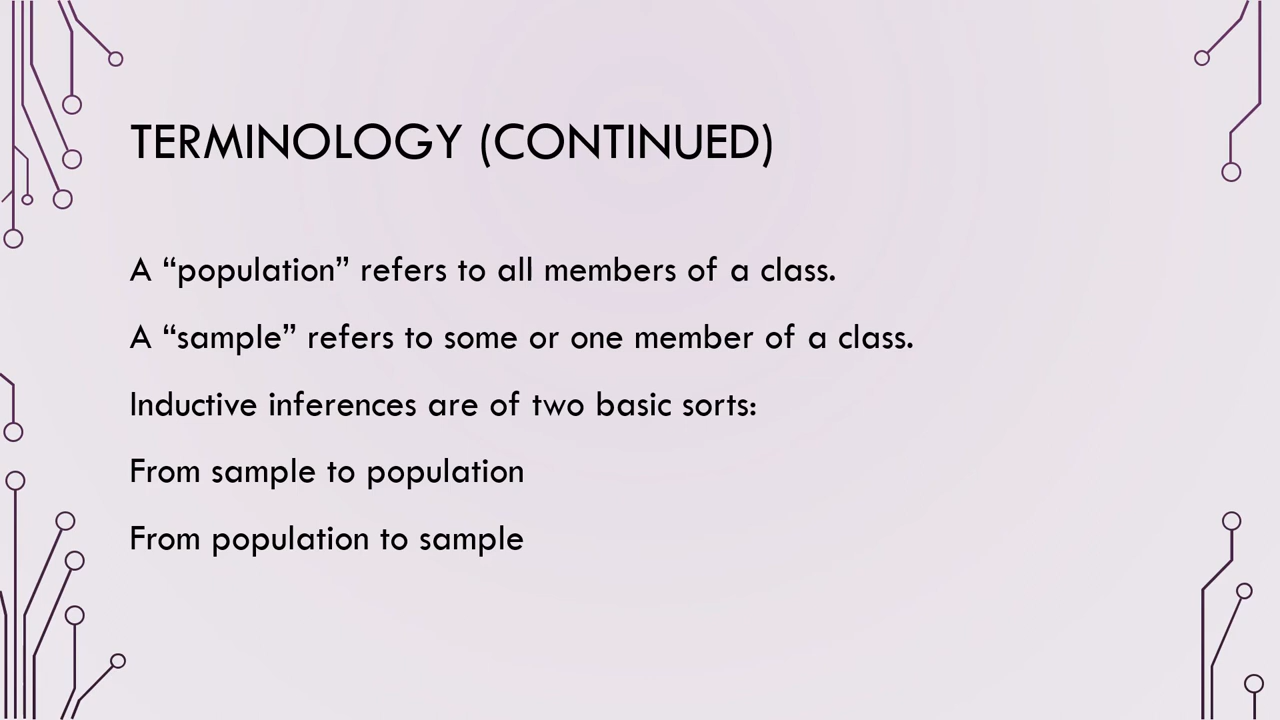 TERMINOLOGY (CONTINUED)
A “population” refers to all members of a class.
A “sample” refers to some or one member of a class.
Inductive inferences are of two basic sorts:
From sample to population
From population to sample